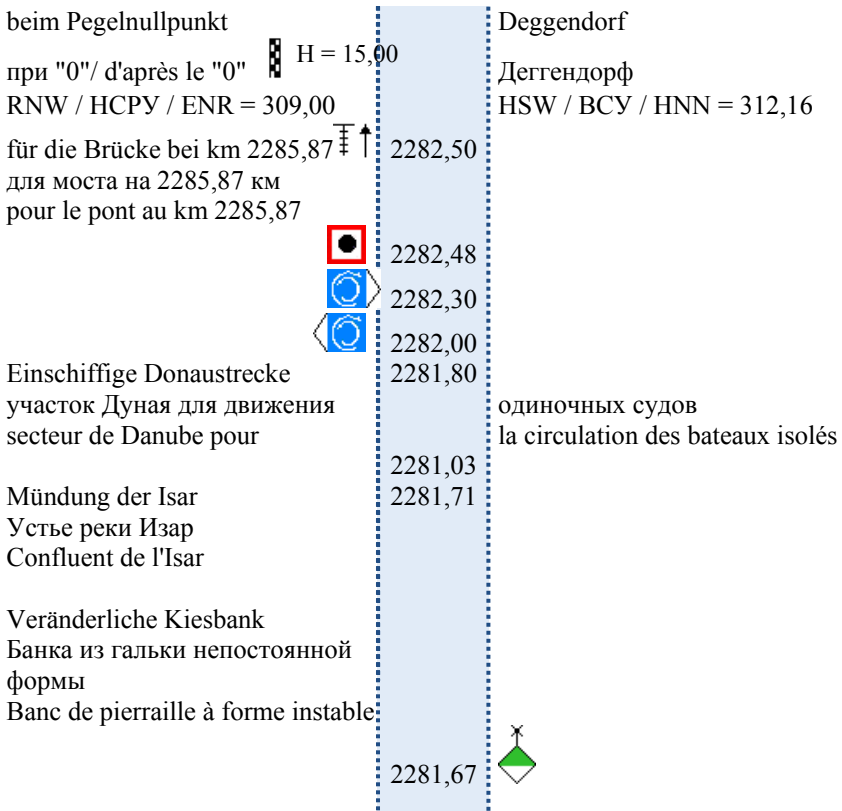 beim Pegelnullpunkt Deggendorf
при "0"/ d'après le "0" H = 15,00 Деггендорф
RNW / НСРУ / ENR = 309,00 HSW / ВСУ / HNN = 312,16
für die Brücke bei km 2285,87 2282,50
для моста на 2285,87 км
pour le pont au km 2285,87
2282,48
2282,30
2282,00
Einschiffige Donaustrecke 2281,80
участок Дуная для движения одиночных судов
secteur de Danube pour la circulation des bateaux isolés
2281,03
Mündung der Isar 2281,71
Устье реки Изар
Confluent de l'Isar
Veränderliche Kiesbank
Банка из гальки непостоянной
формы
Banc de pierraille à forme instable
2281,67